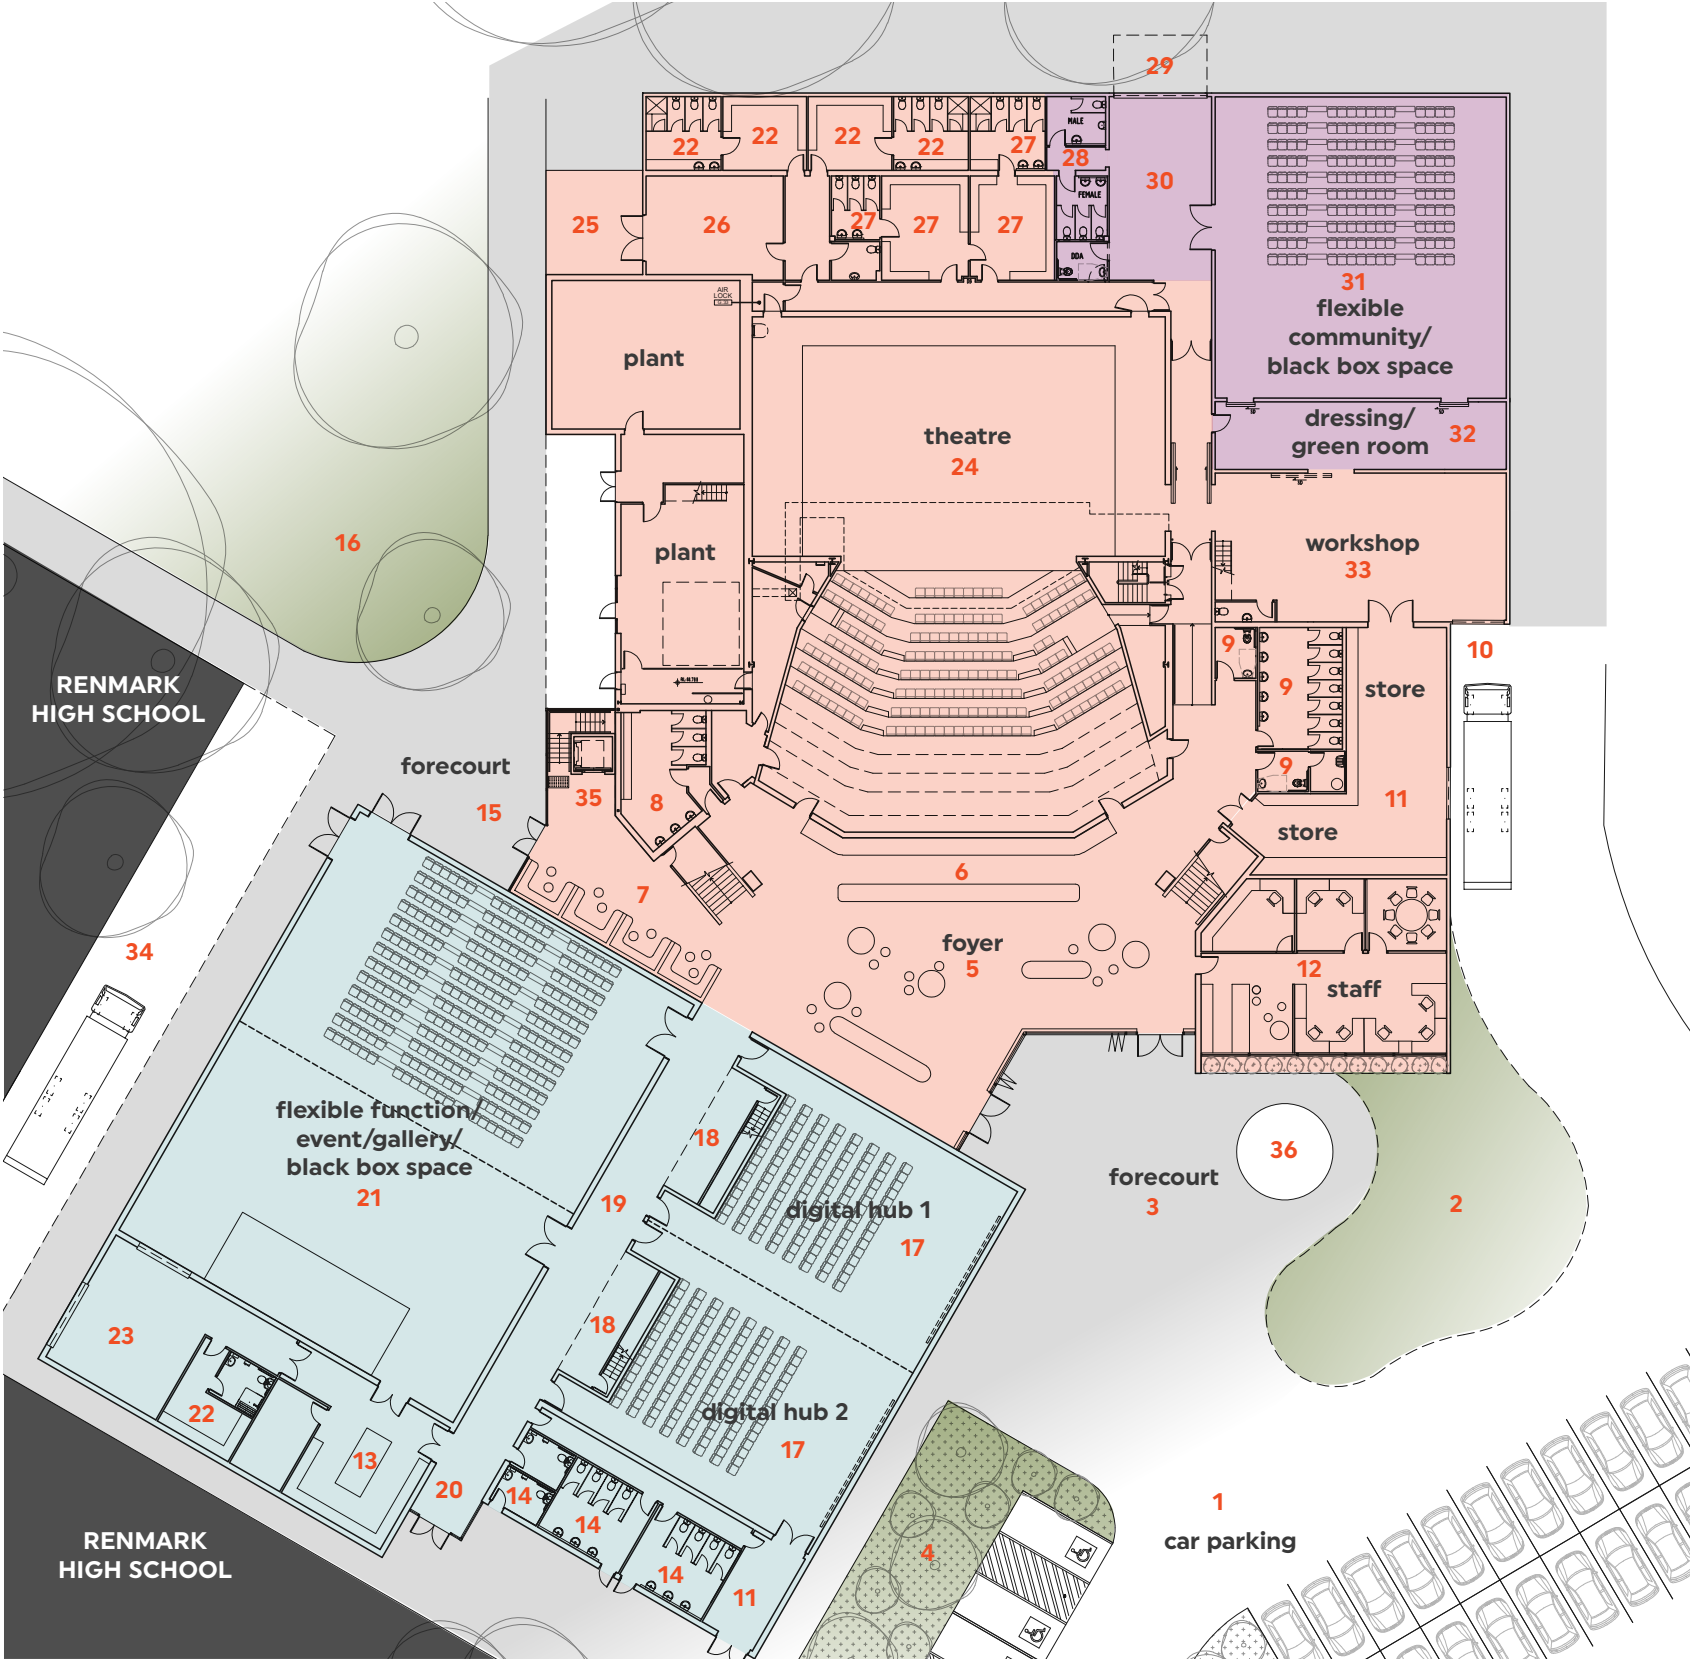 29
22
22
22
22
27
MALE
28
30
FEMALE
DDA
25
26
27
27
27
31
flexible
community/
black box space
AIR
LOCK
plant
dressing/
green room
32
theatre
24
16
plant
workshop
33
9
10
9
store
RENMARK
HIGH SCHOOL
forecourt
15
35
8
9
11
store
6
7
foyer
5
34
12
staff
flexible function/
event/gallery/
black box space
21
18
36
forecourt
3
2
19
digital hub 1
17
18
23
22
digital hub 2
17
13
20
14
14
14
11
4
1
car parking
RENMARK
HIGH SCHOOL